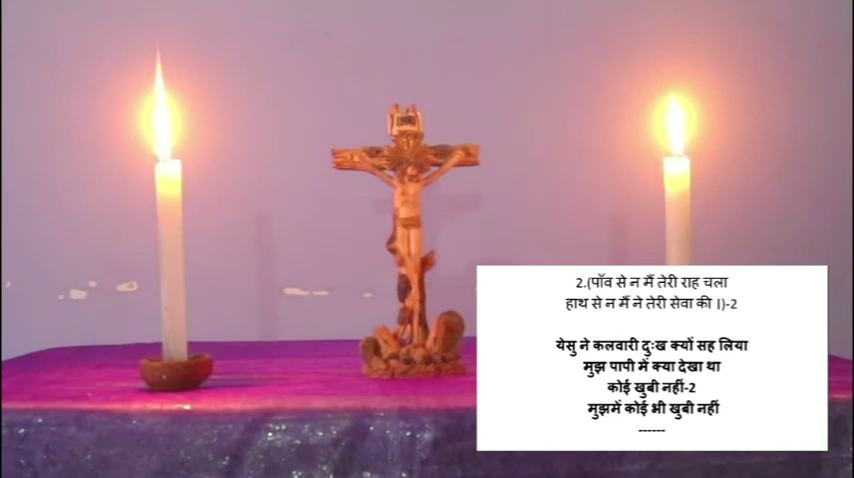 2.(पाँव से न मैं तेरी राह चला
हाथ से न मैं ने तेरी सेवा की ।)-2
येसु ने कलवारी दुःख क्यों सह लिया
मुझ पापी में क्या देखा था
कोई खुबी नहीं-2
मुझमें कोई भी खुबी नहीं
------